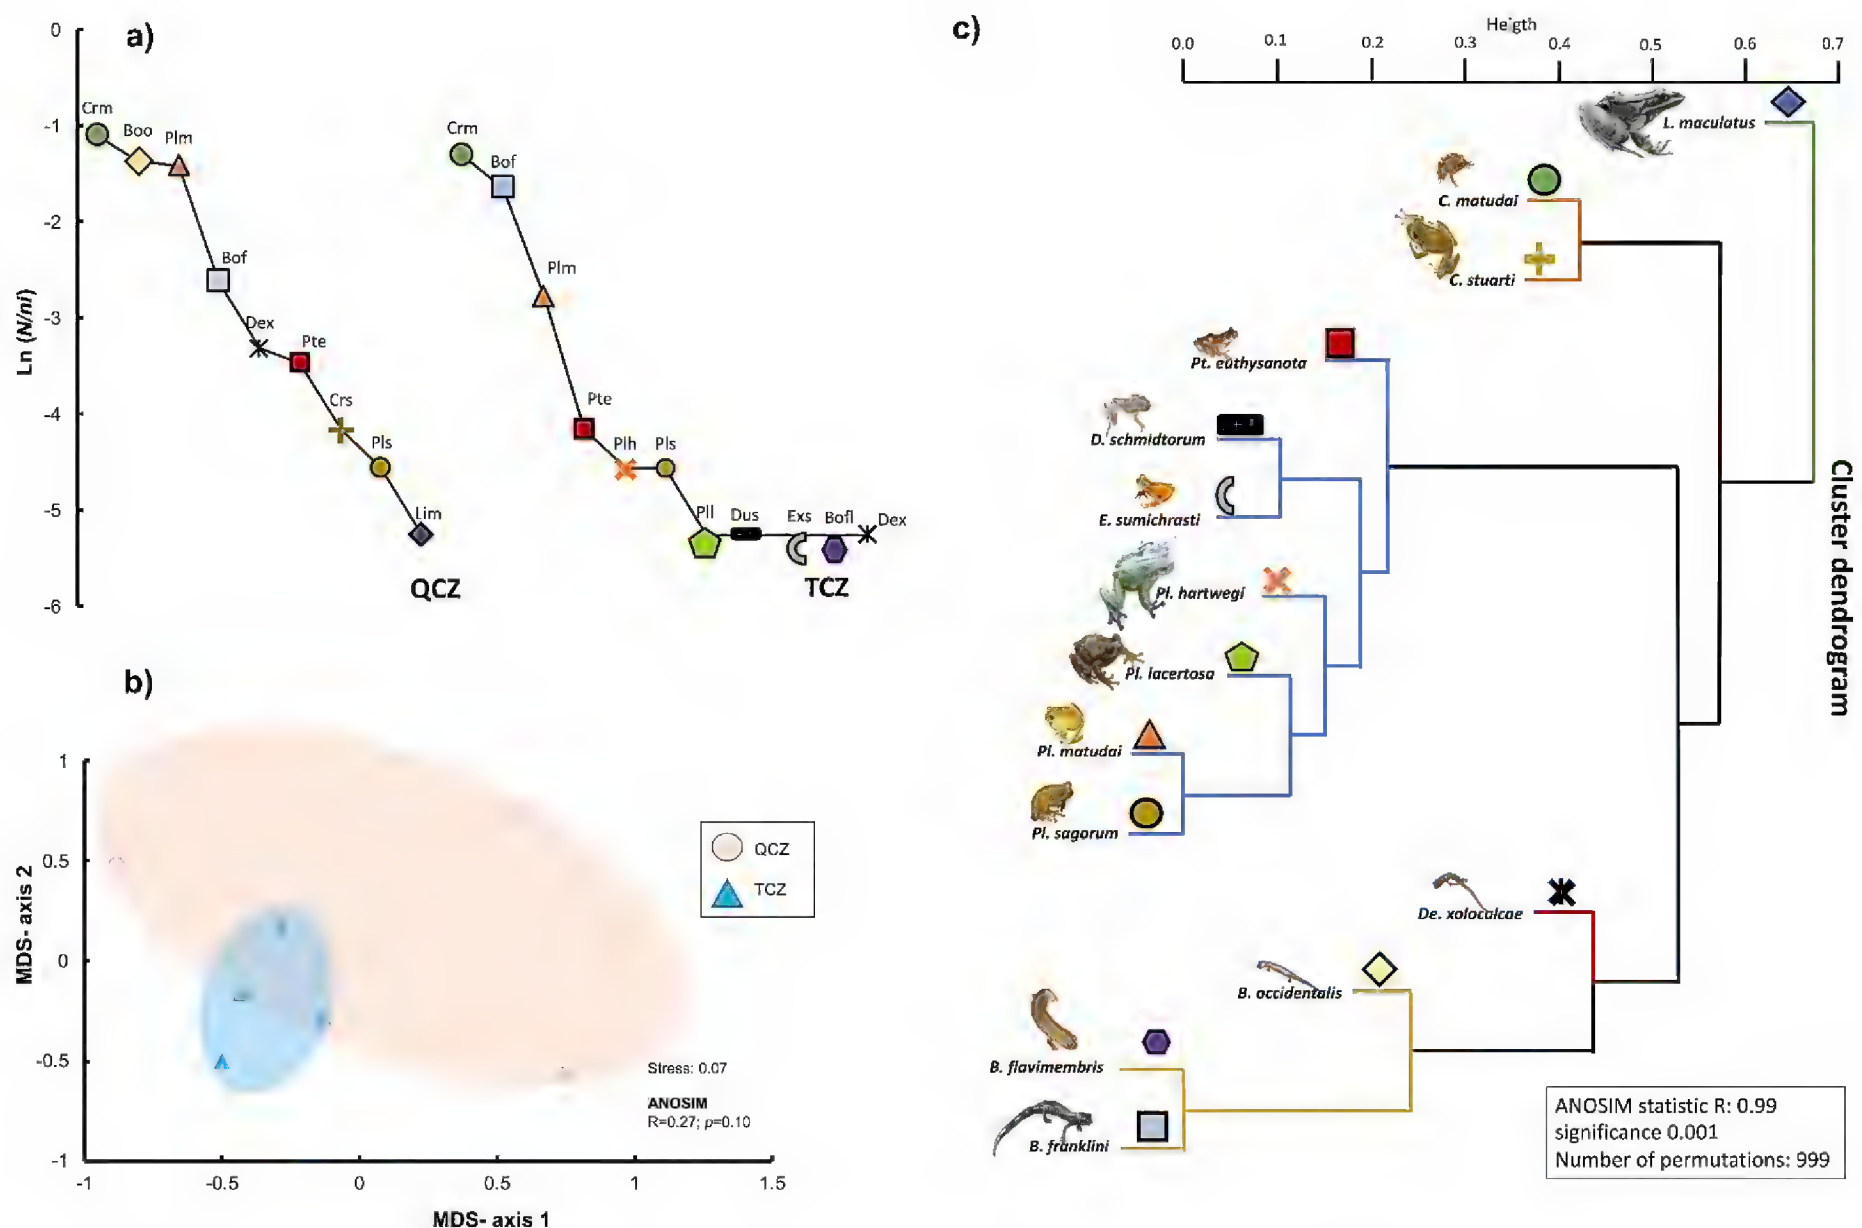 a)
0
-1
-2
-3
-4
-5
-6
Ln (N/ni)
Crm
Boo
Plm
Bof
Dex
Pte
Crs
Pls
Lim
QCZ
Crm
Bof
Plm
Pte
Plh
Pls
Pll
Dus
Exs
Bofl
Dex
TCZ
b)
1
0.5
0
-0.5
-1
MDS- axis 2
-1
-0.5
0
0.5
1
1.5
MDS- axis 1
QCZ
TCZ
Stress: 0.07
ANOSIM
R=0.27; p=0.10
c)
Heigth
0.0
0.1
0.2
0.3
0.4
0.5
0.6
0.7
L. maculatus
C. matudai
C. stuarti
Pt. euthysanota
D. schmidtorum
E. sumichrasti
Pl. hartwegi
Pl. lacertosa
Pl. matudai
Pl. sagorum
De. xolocalcae
B. occidentalis
B. flavimembris
B. franklini
Cluster dendrogram
ANOSIM statistic R: 0.99
significance 0.001
Number of permutations: 999